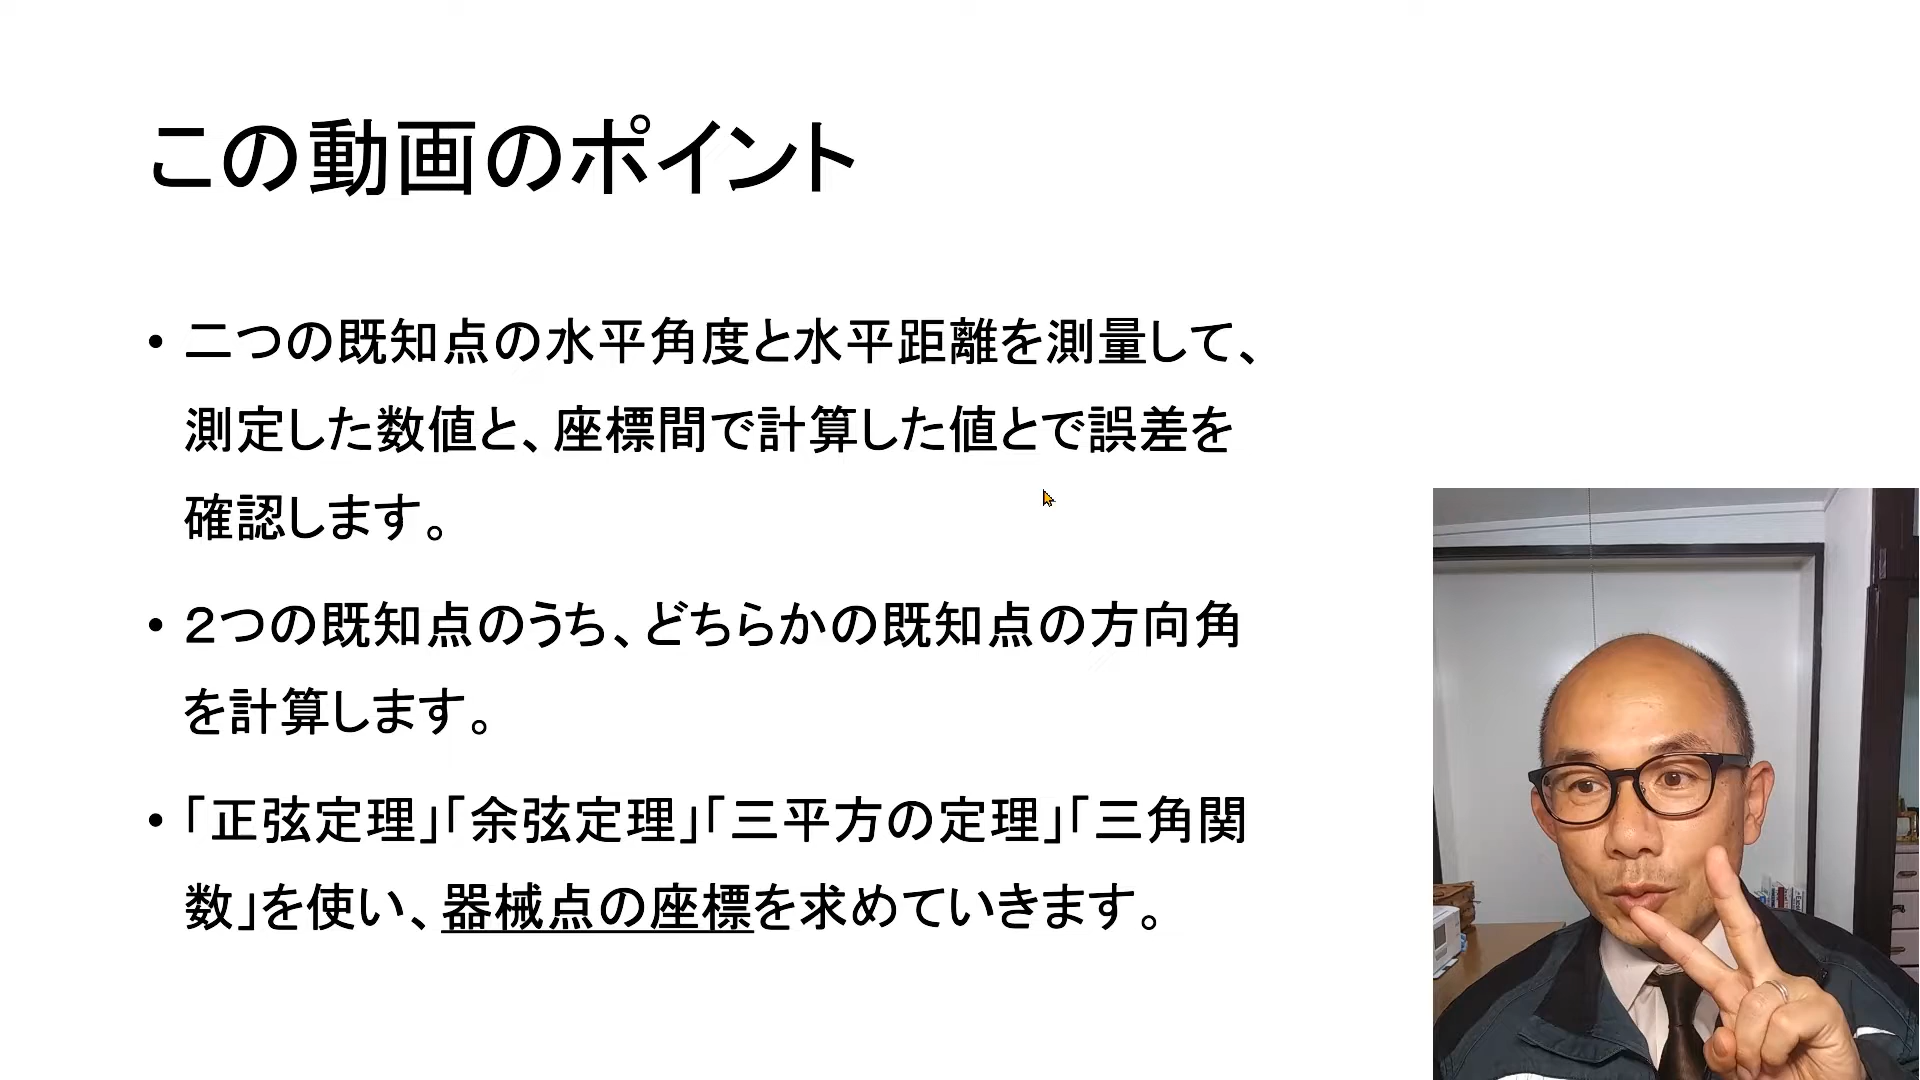 この動画のポイント
• 二つの既知点の水平角度と水平距離を測量して、
測定した数値と、座標間で計算した値とで誤差を
確認します。
• ２つの既知点のうち、どちらかの既知点の方向角
を計算します。
• 「正弦定理」「余弦定理」「三平方の定理」「三角関
数」を使い、器械点の座標を求めていきます。